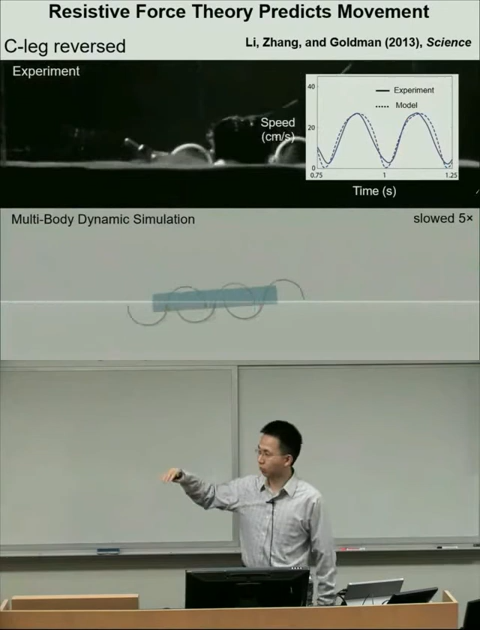 Resistive Force Theory Predicts Movement
C-leg reversed
Li, Zhang, and Goldman (2013), Science
Experiment
Speed
(cm/s)
40
20
0
Experiment
Model
0.75
1
1.25
Time (s)
Multi-Body Dynamic Simulation
slowed 5×